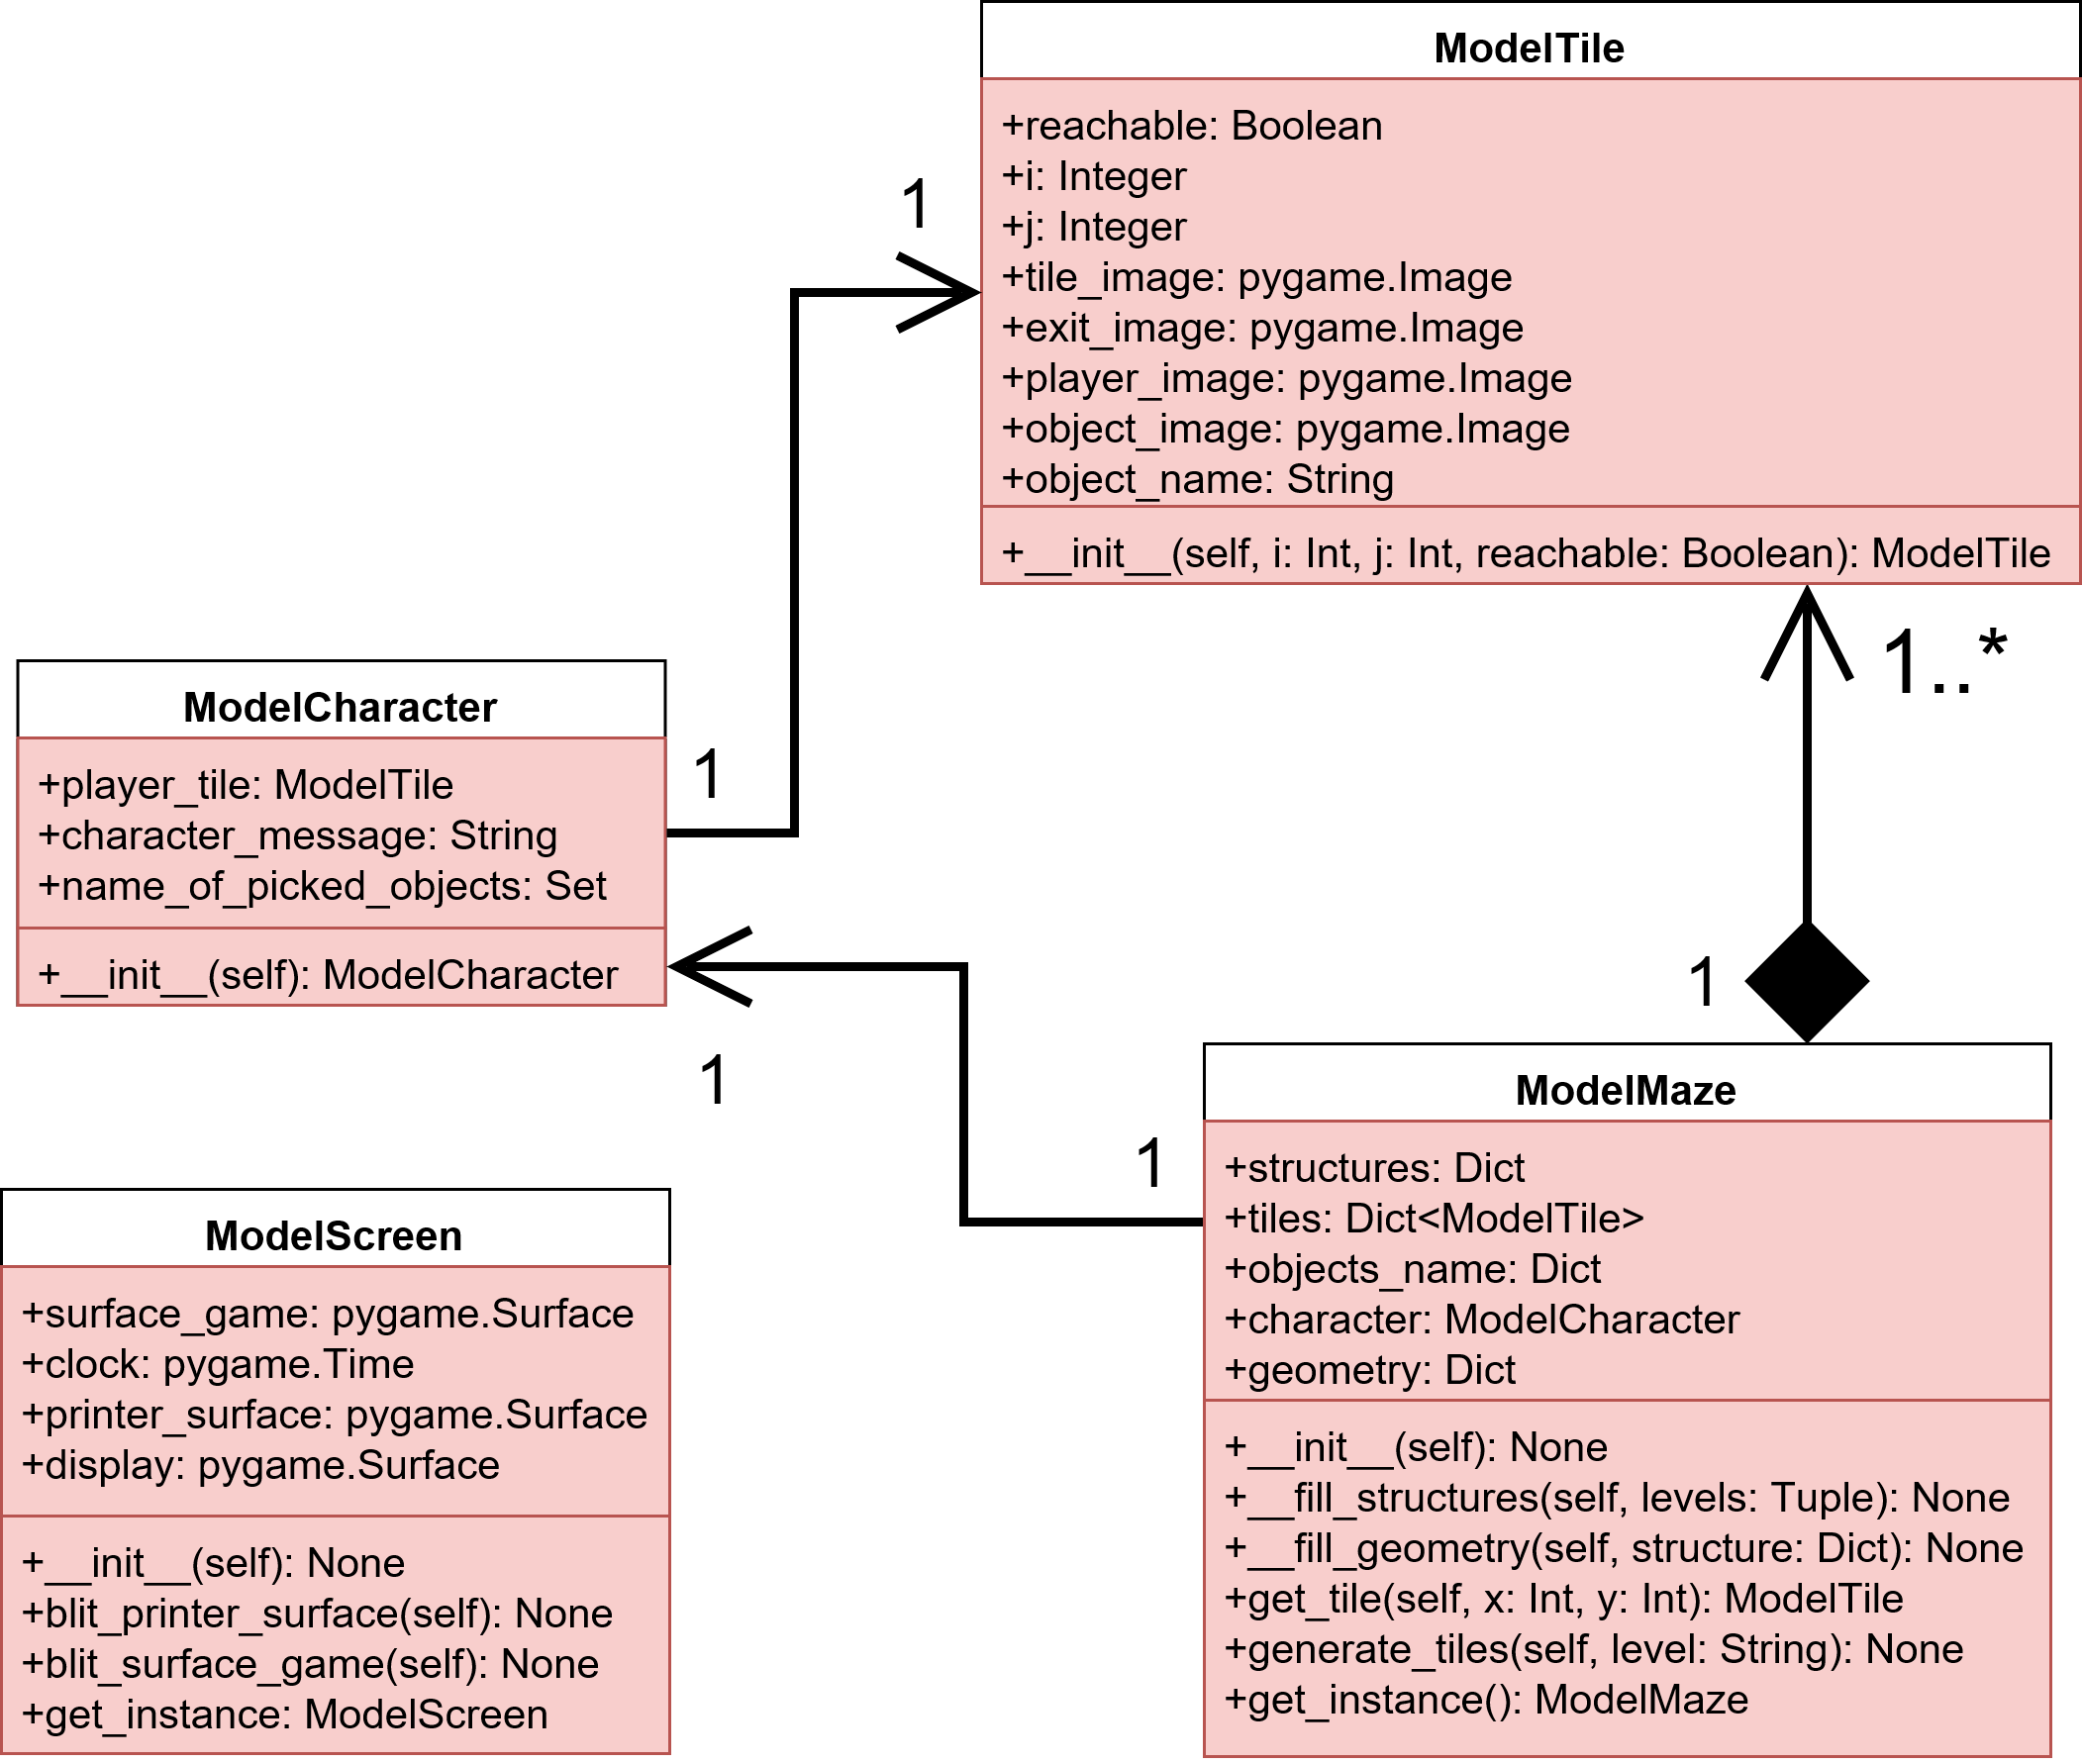 ModelTile
+reachable: Boolean
+i: Integer
+j: Integer
+tile_image: pygame.Image
+exit_image: pygame.Image
+player_image: pygame.Image
+object_image: pygame.Image
+object_name: String
+__init__(self, i: Int, j: Int, reachable: Boolean): ModelTile
1
1..*
ModelCharacter
+player_tile: ModelTile
+character_message: String
+name_of_picked_objects: Set
+__init__(self): ModelCharacter
1
1
1
1
ModelMaze
+structures: Dict
+tiles: Dict<ModelTile>
+objects_name: Dict
+character: ModelCharacter
+geometry: Dict
+__init__(self): None
+__fill_structures(self, levels: Tuple): None
+__fill_geometry(self, structure: Dict): None
+get_tile(self, x: Int, y: Int): ModelTile
+generate_tiles(self, level: String): None
+get_instance(): ModelMaze
ModelScreen
+surface_game: pygame.Surface
+clock: pygame.Time
+printer_surface: pygame.Surface
+display: pygame.Surface
+__init__(self): None
+blit_printer_surface(self): None
+blit_surface_game(self): None
+get_instance: ModelScreen